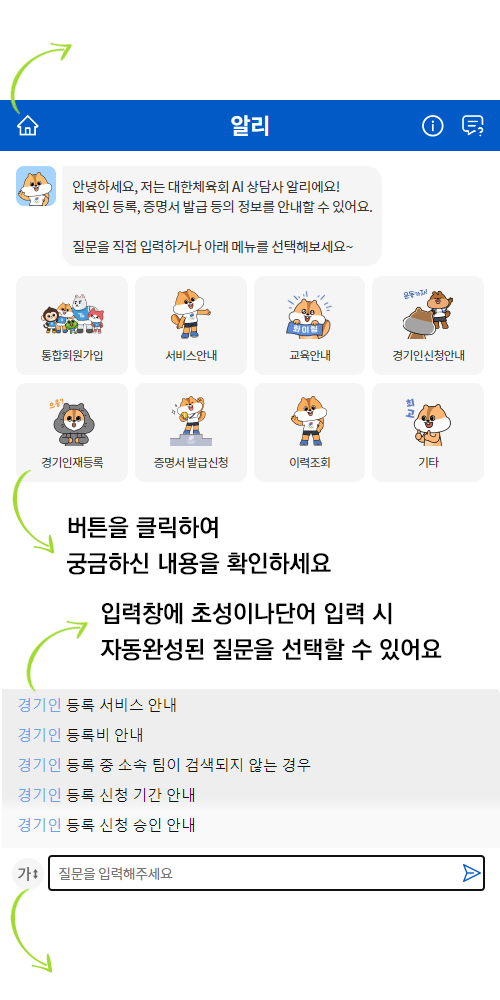 알리
안녕하세요, 저는 대한체육회 AI 상담사 알리에요!
체육인 등록, 증명서 발급 등의 정보를 안내할 수 있어요.
질문을 직접 입력하거나 아래 메뉴를 선택해보세요~
화이팅
운동가자!
통합회원가입
서비스안내
교육안내
경기인신청안내
으쓱?
최고
경기인재등록
증명서 발급신청
이력조회
기타
버튼을 클릭하여
궁금하신 내용을 확인하세요
입력창에 초성이나단어 입력 시
자동완성된 질문을 선택할 수 있어요
경기인 등록 서비스 안내
경기인 등록비 안내
경기인 등록 중 소속 팀이 검색되지 않는 경우
경기인 등록 신청 기간 안내
경기인 등록 신청 승인 안내
가
질문을 입력해주세요